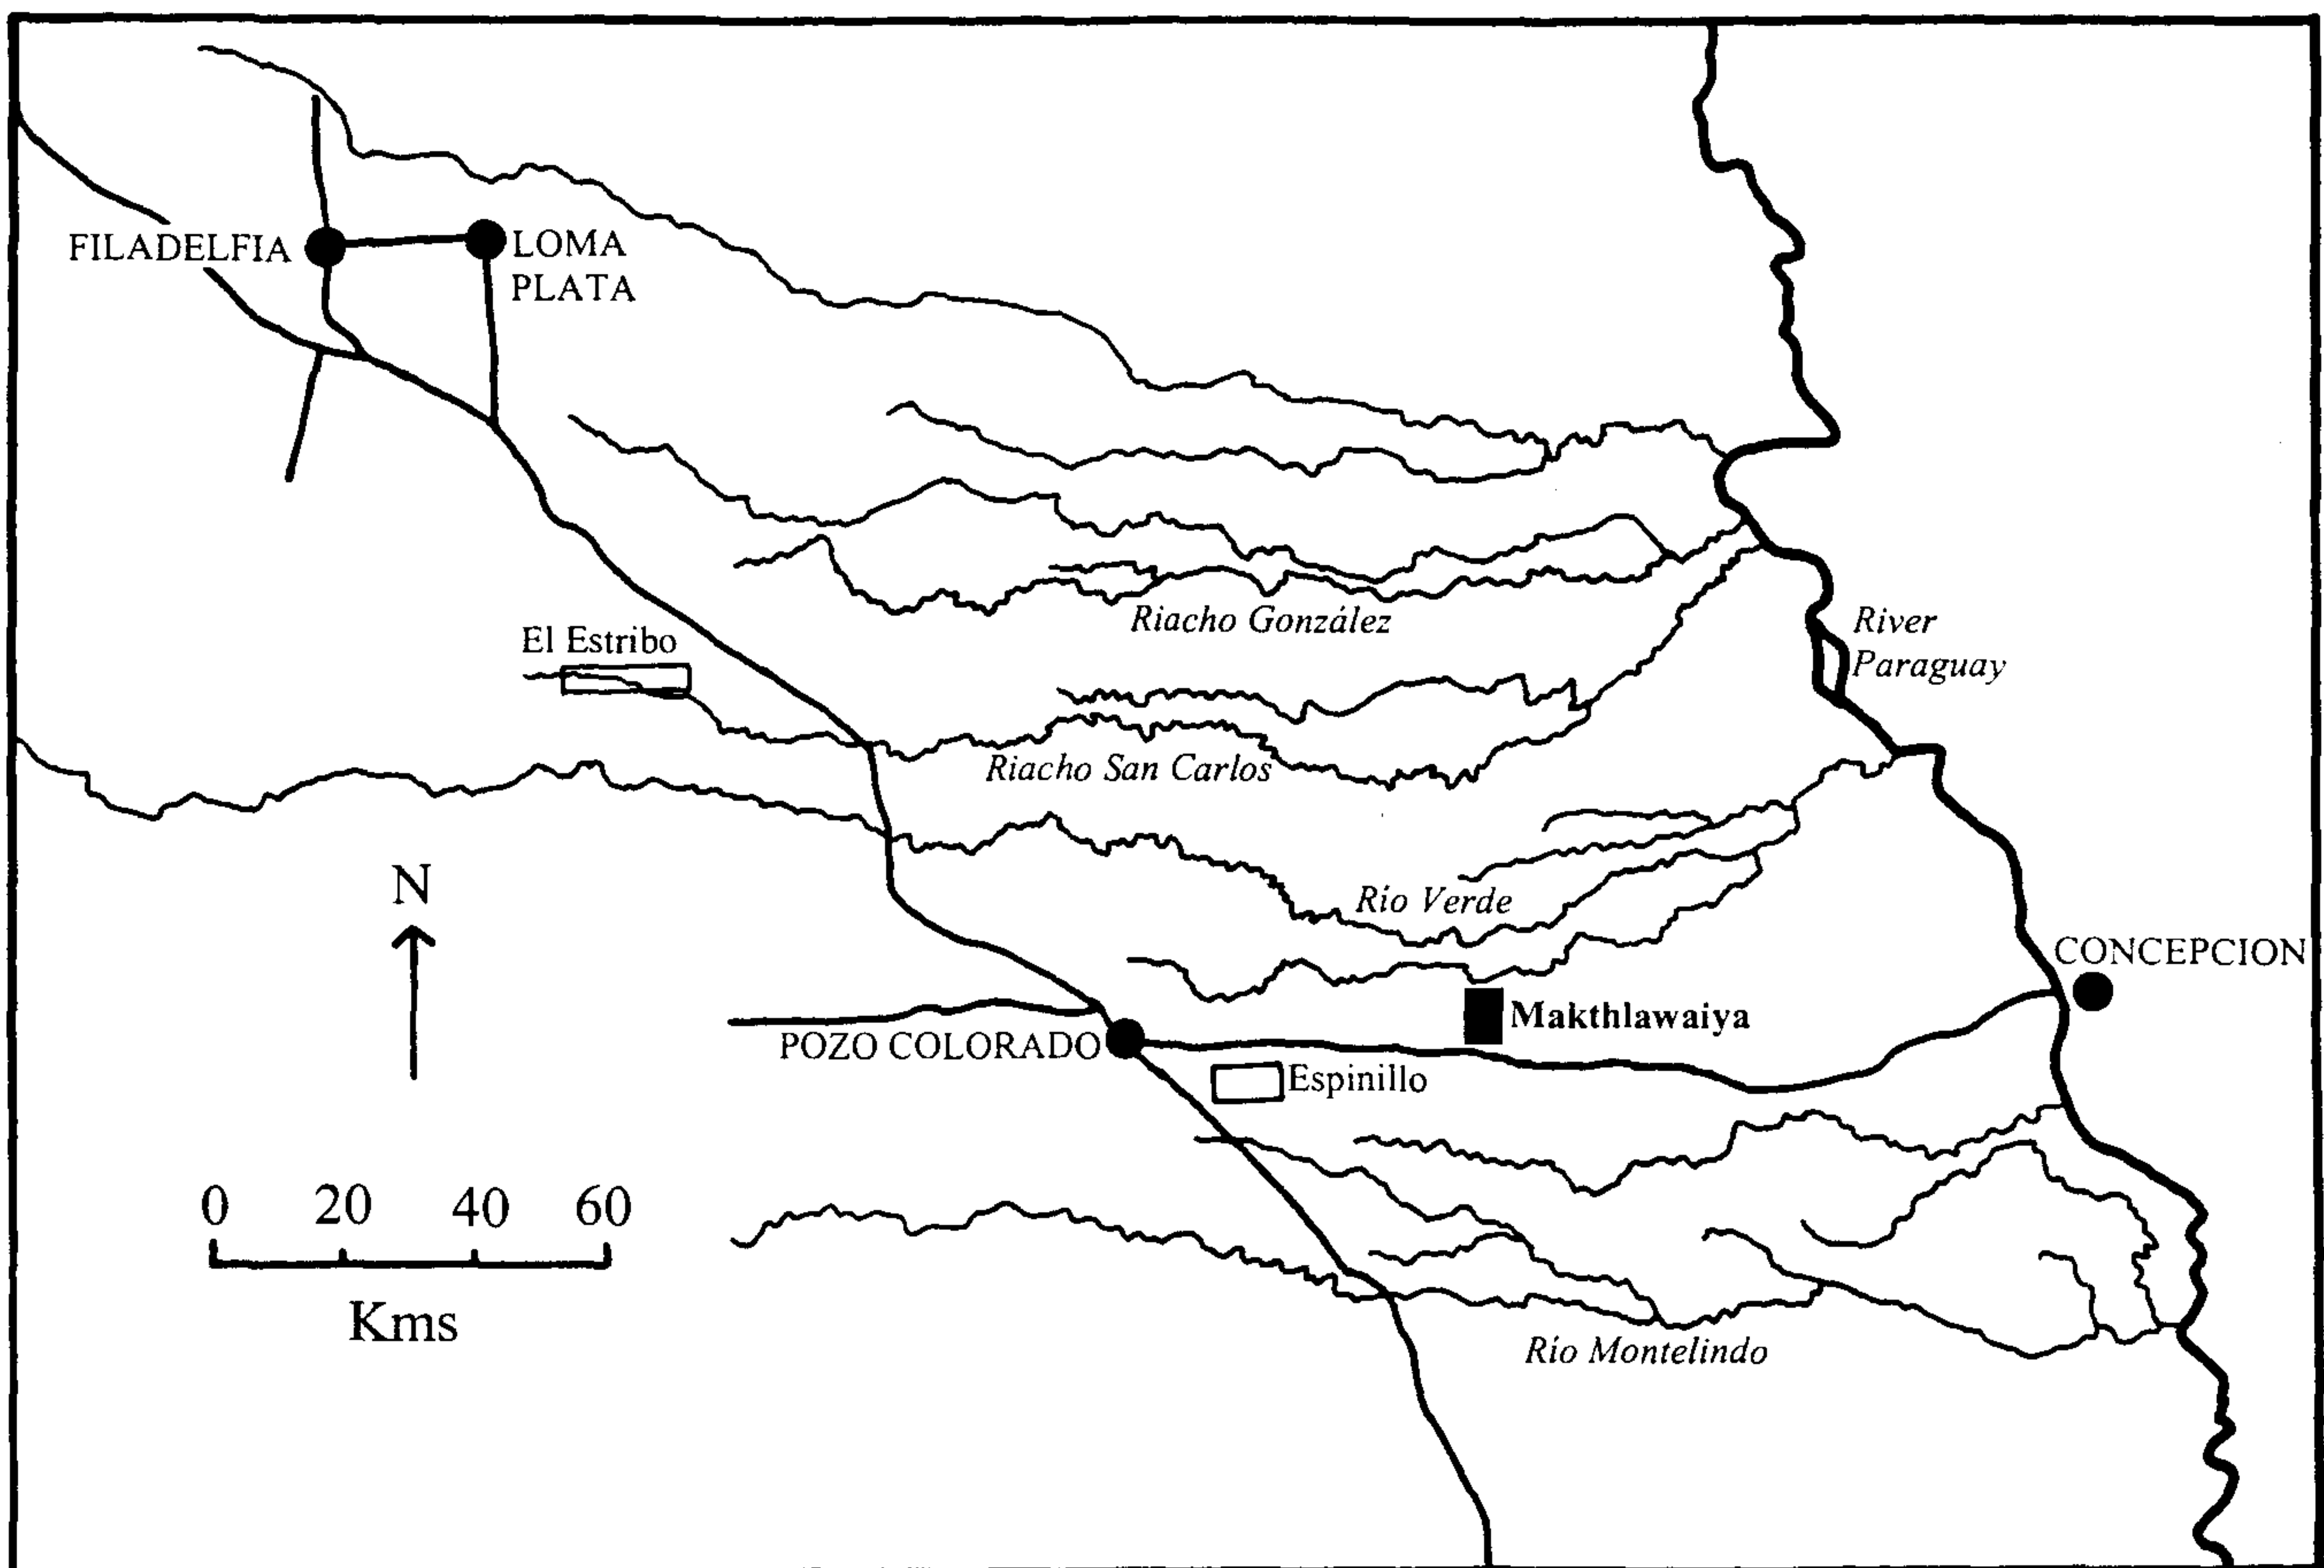 FILADELFIA
LOMA
PLATA
Riacho González
River
Paraguay
El Estribo
Riacho San Carlos
N
Río Verde
CONCEPCION
Makthlawaiya
POZO COLORADO
Espinillo
0 20 40 60
Kms
Río Montelindo